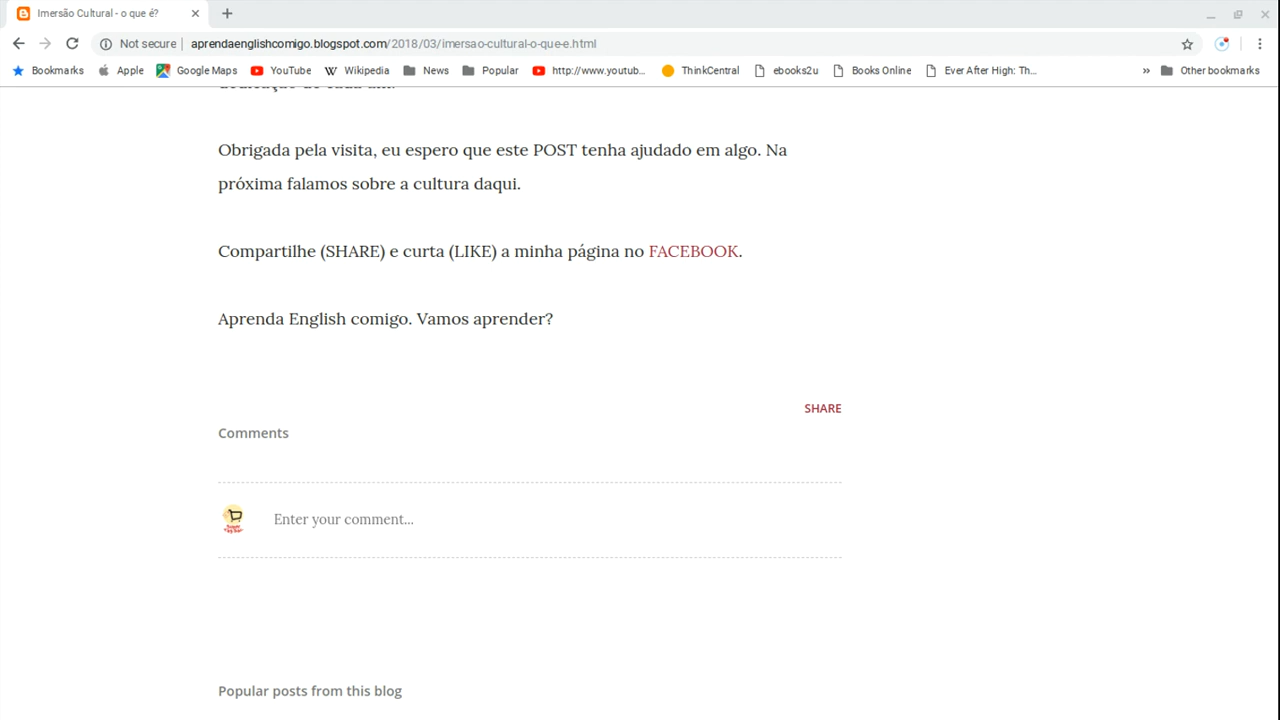 Imersão Cultural - o que é?
Not secure | aprendaenglishcomigo.blogspot.com/2018/03/imersao-cultural-o-que-e.html
Bookmarks Apple Google Maps YouTube Wikipedia News Popular http://www.youtub... ThinkCentral ebooks2u Books Online Ever After High: Th... » Other bookmarks
Obrigada pela visita, eu espero que este POST tenha ajudado em algo. Na
próxima falamos sobre a cultura daqui.
Compartilhe (SHARE) e curta (LIKE) a minha página no FACEBOOK.
Aprenda English comigo. Vamos aprender?
SHARE
Comments
Enter your comment...
Popular posts from this blog